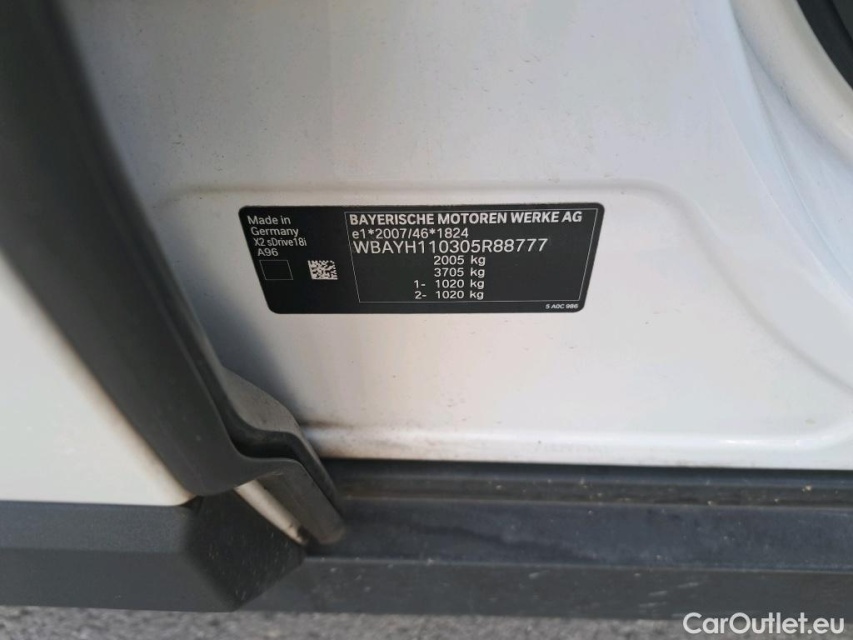 Made in
Germany
X2 sDrive18i
A96
BAYERISCHE MOTOREN WERKE AG
e1*2007/46*1824
WBAYH110305R88777
2005 kg
3705 kg
1- 1020 kg
2- 1020 kg
5 A0C 986
CarOutlet.eu